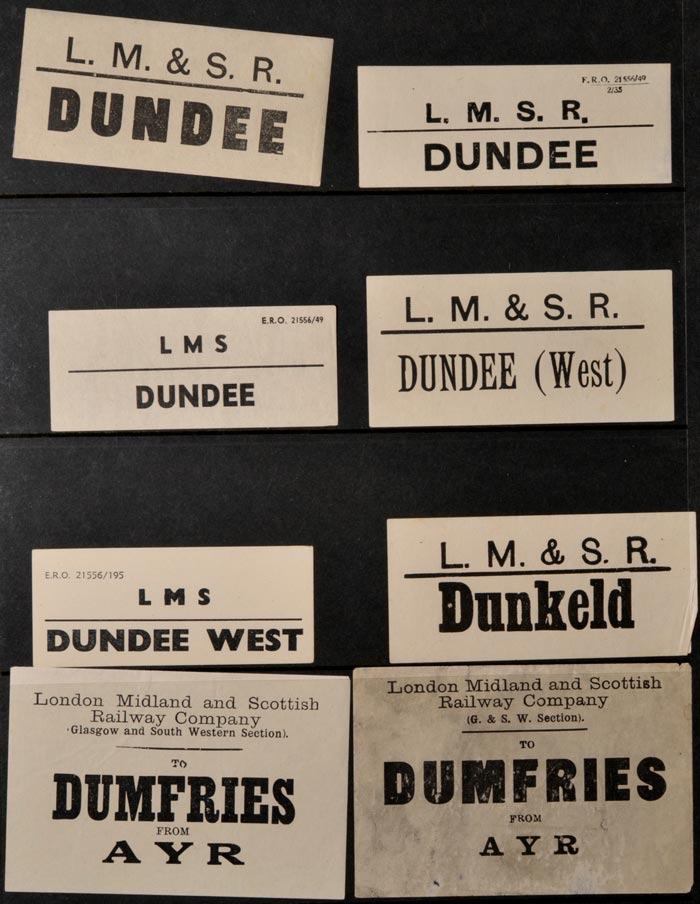 L. M. & S. R.
DUNDEE
E.R.O. 21556/49
2/35
L. M. S. R.
DUNDEE
E.R.O. 21556/49
L M S
DUNDEE
L. M. & S. R.
DUNDEE (West)
E.R.O. 21556/195
L M S
DUNDEE WEST
L. M. & S. R.
Dunkeld
London Midland and Scottish
Railway Company
(Glasgow and South Western Section).
TO
DUMFRIES
FROM
AYR
London Midland and Scottish
Railway Company
(G. & S. W. Section).
TO
DUMFRIES
FROM
AYR